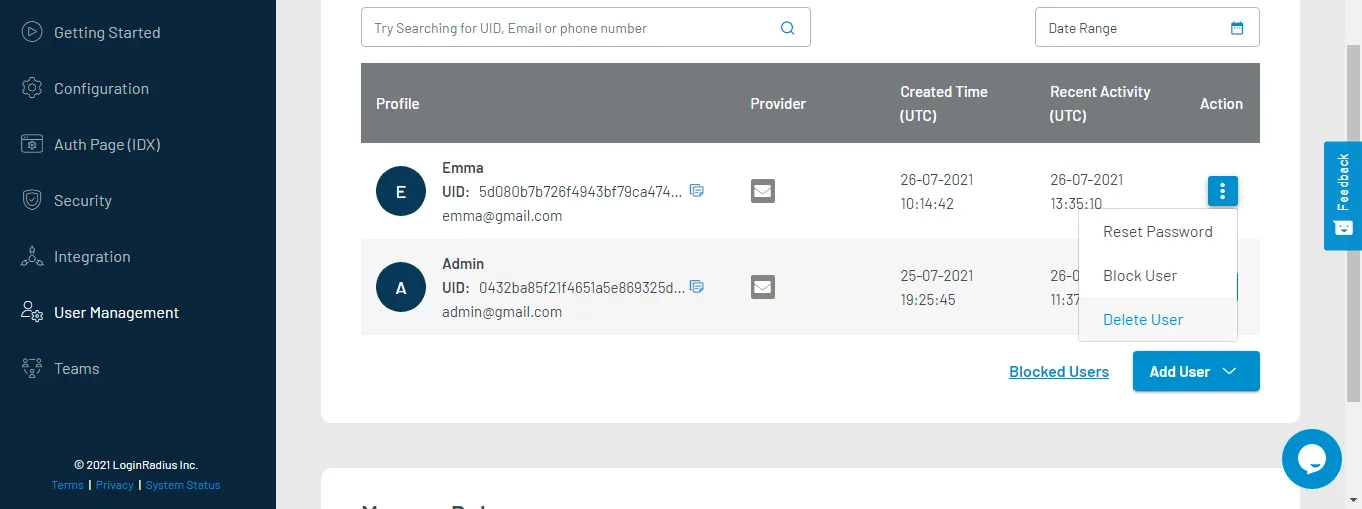 Getting Started
Configuration
Auth Page (IDX)
Security
Integration
User Management
Teams
© 2021 LoginRadius Inc.
Terms | Privacy | System Status
Try Searching for UID, Email or phone number
Date Range
Profile
Provider
Created Time
(UTC)
Recent Activity
(UTC)
Action
Emma
UID: 5d080b7b726f4943bf79ca474...
emma@gmail.com
26-07-2021
10:14:42
26-07-2021
13:35:10
Reset Password
Block User
Delete User
Admin
UID: 0432ba85f21f4651a5e869325d...
admin@gmail.com
25-07-2021
19:25:45
26-0
11:37
Blocked Users
Add User
Feedback